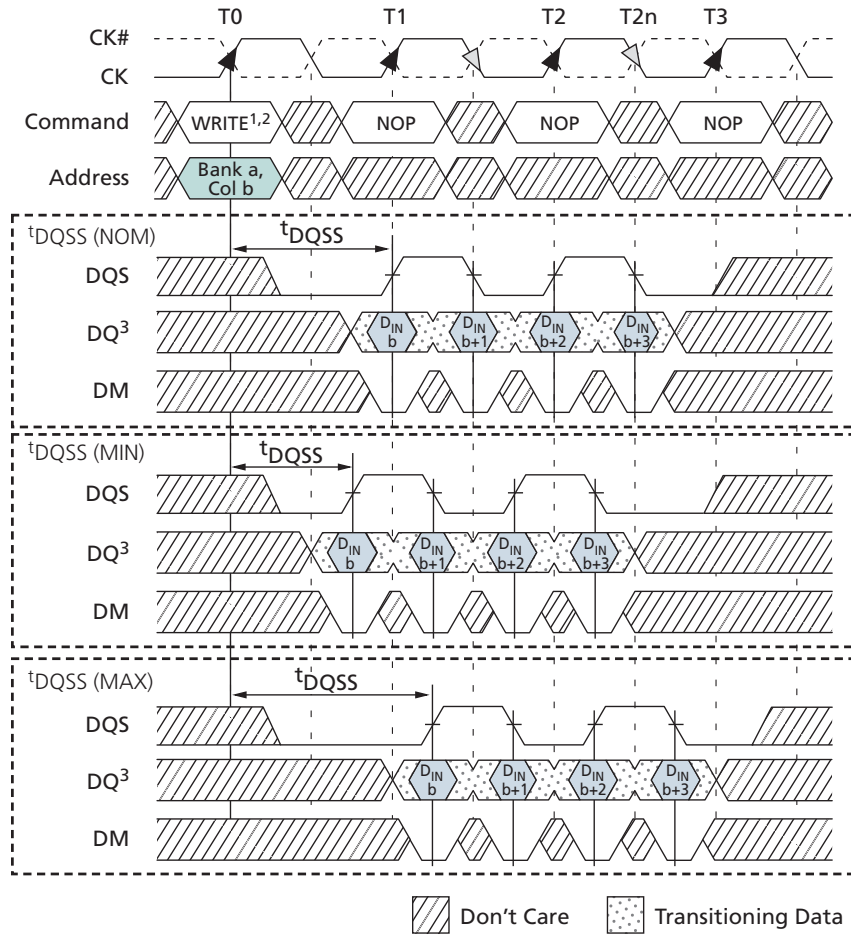 T0 T1 T2 T2n T3
CK#
CK
Command WRITE1,2 NOP NOP NOP
Address Bank a, Col b
tDQSS (NOM)
tDQSS
DQS
DQ3 DIN b DIN b+1 DIN b+2 DIN b+3
DM
tDQSS (MIN)
tDQSS
DQS
DQ3 DIN b DIN b+1 DIN b+2 DIN b+3
DM
tDQSS (MAX)
tDQSS
DQS
DQ3 DIN b DIN b+1 DIN b+2 DIN b+3
DM
Don't Care Transitioning Data